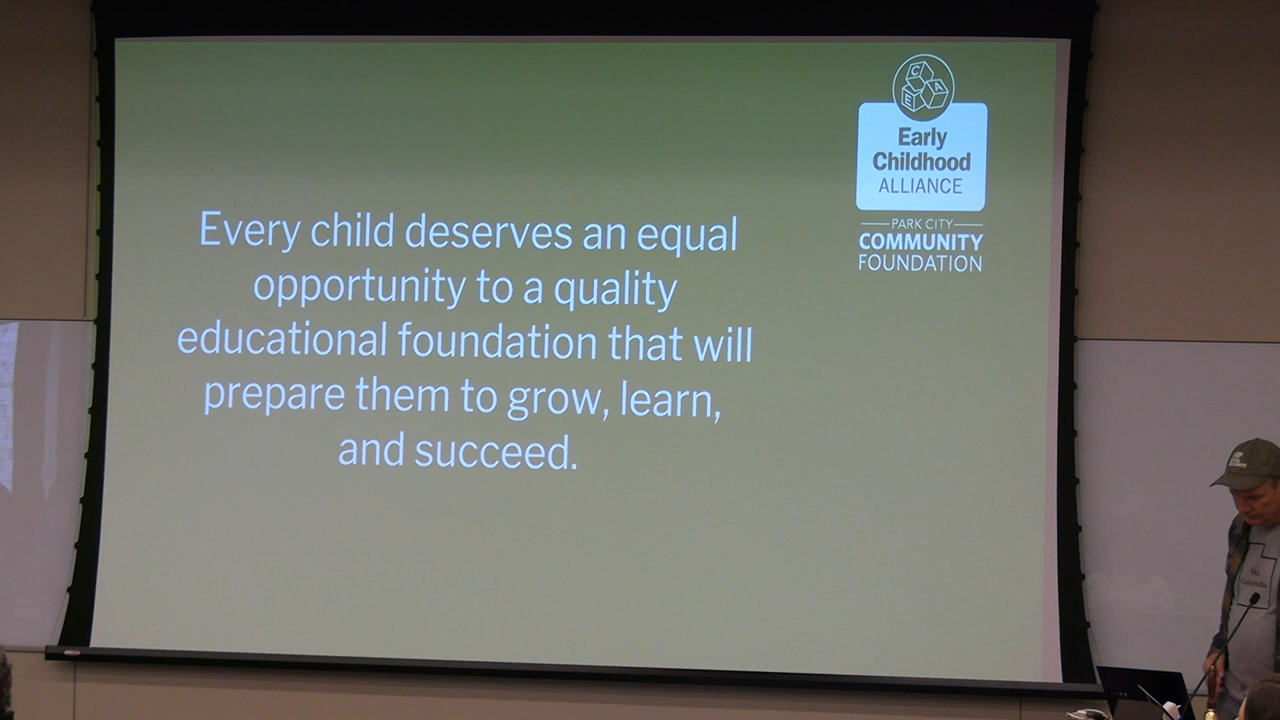 C
E A
Early
Childhood
ALLIANCE
PARK CITY
COMMUNITY
FOUNDATION
Every child deserves an equal
opportunity to a quality
educational foundation that will
prepare them to grow, learn,
and succeed.